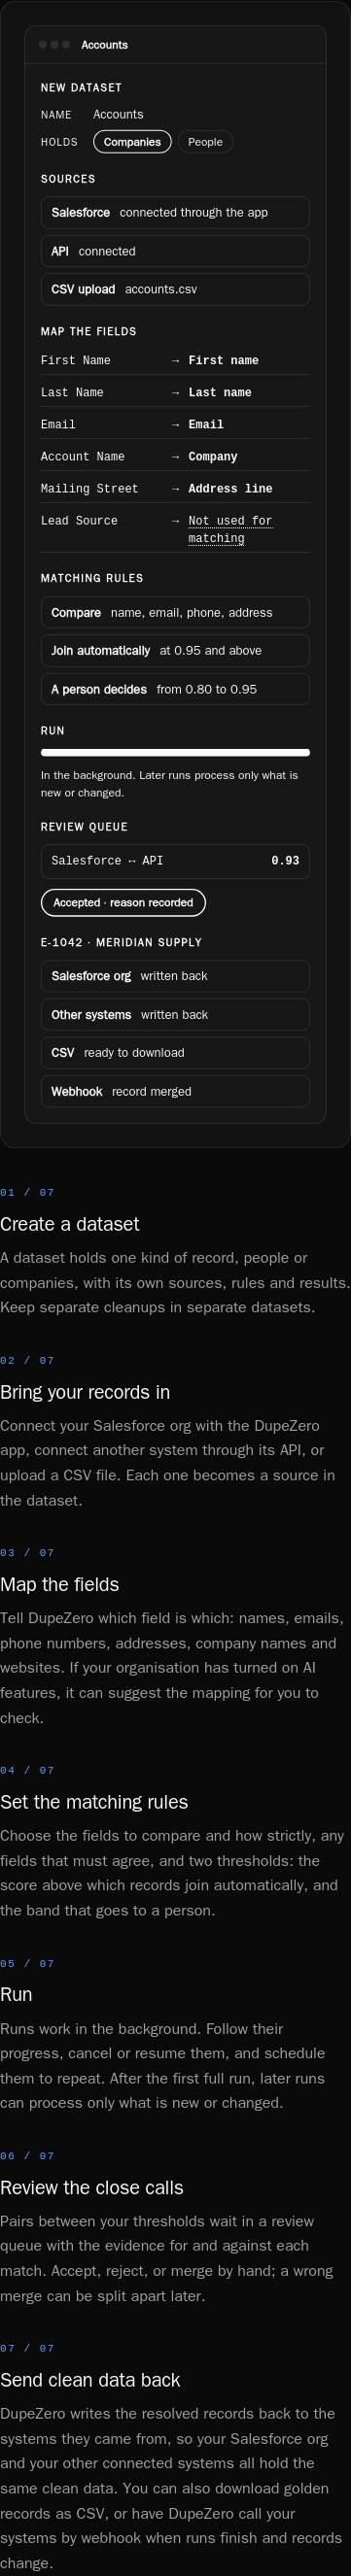 Accounts
NEW DATASET
NAME Accounts
HOLDS Companies People
SOURCES
Salesforce connected through the app
API connected
CSV upload accounts.csv
MAP THE FIELDS
First Name → First name
Last Name → Last name
Email → Email
Account Name → Company
Mailing Street → Address line
Lead Source → Not used for
matching
MATCHING RULES
Compare name, email, phone, address
Join automatically at 0.95 and above
A person decides from 0.80 to 0.95
RUN
In the background. Later runs process only what is
new or changed.
REVIEW QUEUE
Salesforce ↔ API 0.93
Accepted · reason recorded
E-1042 · MERIDIAN SUPPLY
Salesforce org written back
Other systems written back
CSV ready to download
Webhook record merged
01 / 07
Create a dataset
A dataset holds one kind of record, people or
companies, with its own sources, rules and results.
Keep separate cleanups in separate datasets.
02 / 07
Bring your records in
Connect your Salesforce org with the DupeZero
app, connect another system through its API, or
upload a CSV file. Each one becomes a source in
the dataset.
03 / 07
Map the fields
Tell DupeZero which field is which: names, emails,
phone numbers, addresses, company names and
websites. If your organisation has turned on AI
features, it can suggest the mapping for you to
check.
04 / 07
Set the matching rules
Choose the fields to compare and how strictly, any
fields that must agree, and two thresholds: the
score above which records join automatically, and
the band that goes to a person.
05 / 07
Run
Runs work in the background. Follow their
progress, cancel or resume them, and schedule
them to repeat. After the first full run, later runs
can process only what is new or changed.
06 / 07
Review the close calls
Pairs between your thresholds wait in a review
queue with the evidence for and against each
match. Accept, reject, or merge by hand; a wrong
merge can be split apart later.
07 / 07
Send clean data back
DupeZero writes the resolved records back to the
systems they came from, so your Salesforce org
and your other connected systems all hold the
same clean data. You can also download golden
records as CSV, or have DupeZero call your
systems by webhook when runs finish and records
change.